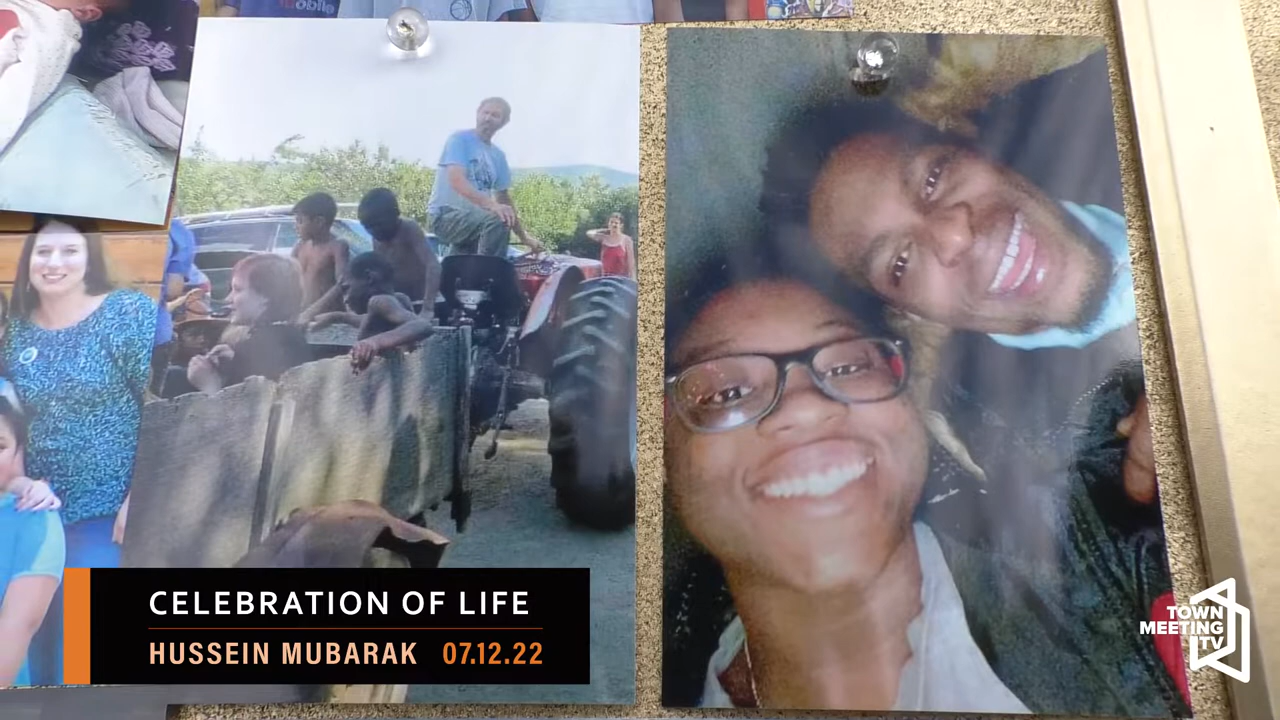 CELEBRATION OF LIFE
HUSSEIN MUBARAK 07.12.22
TOWN
MEETING
TV